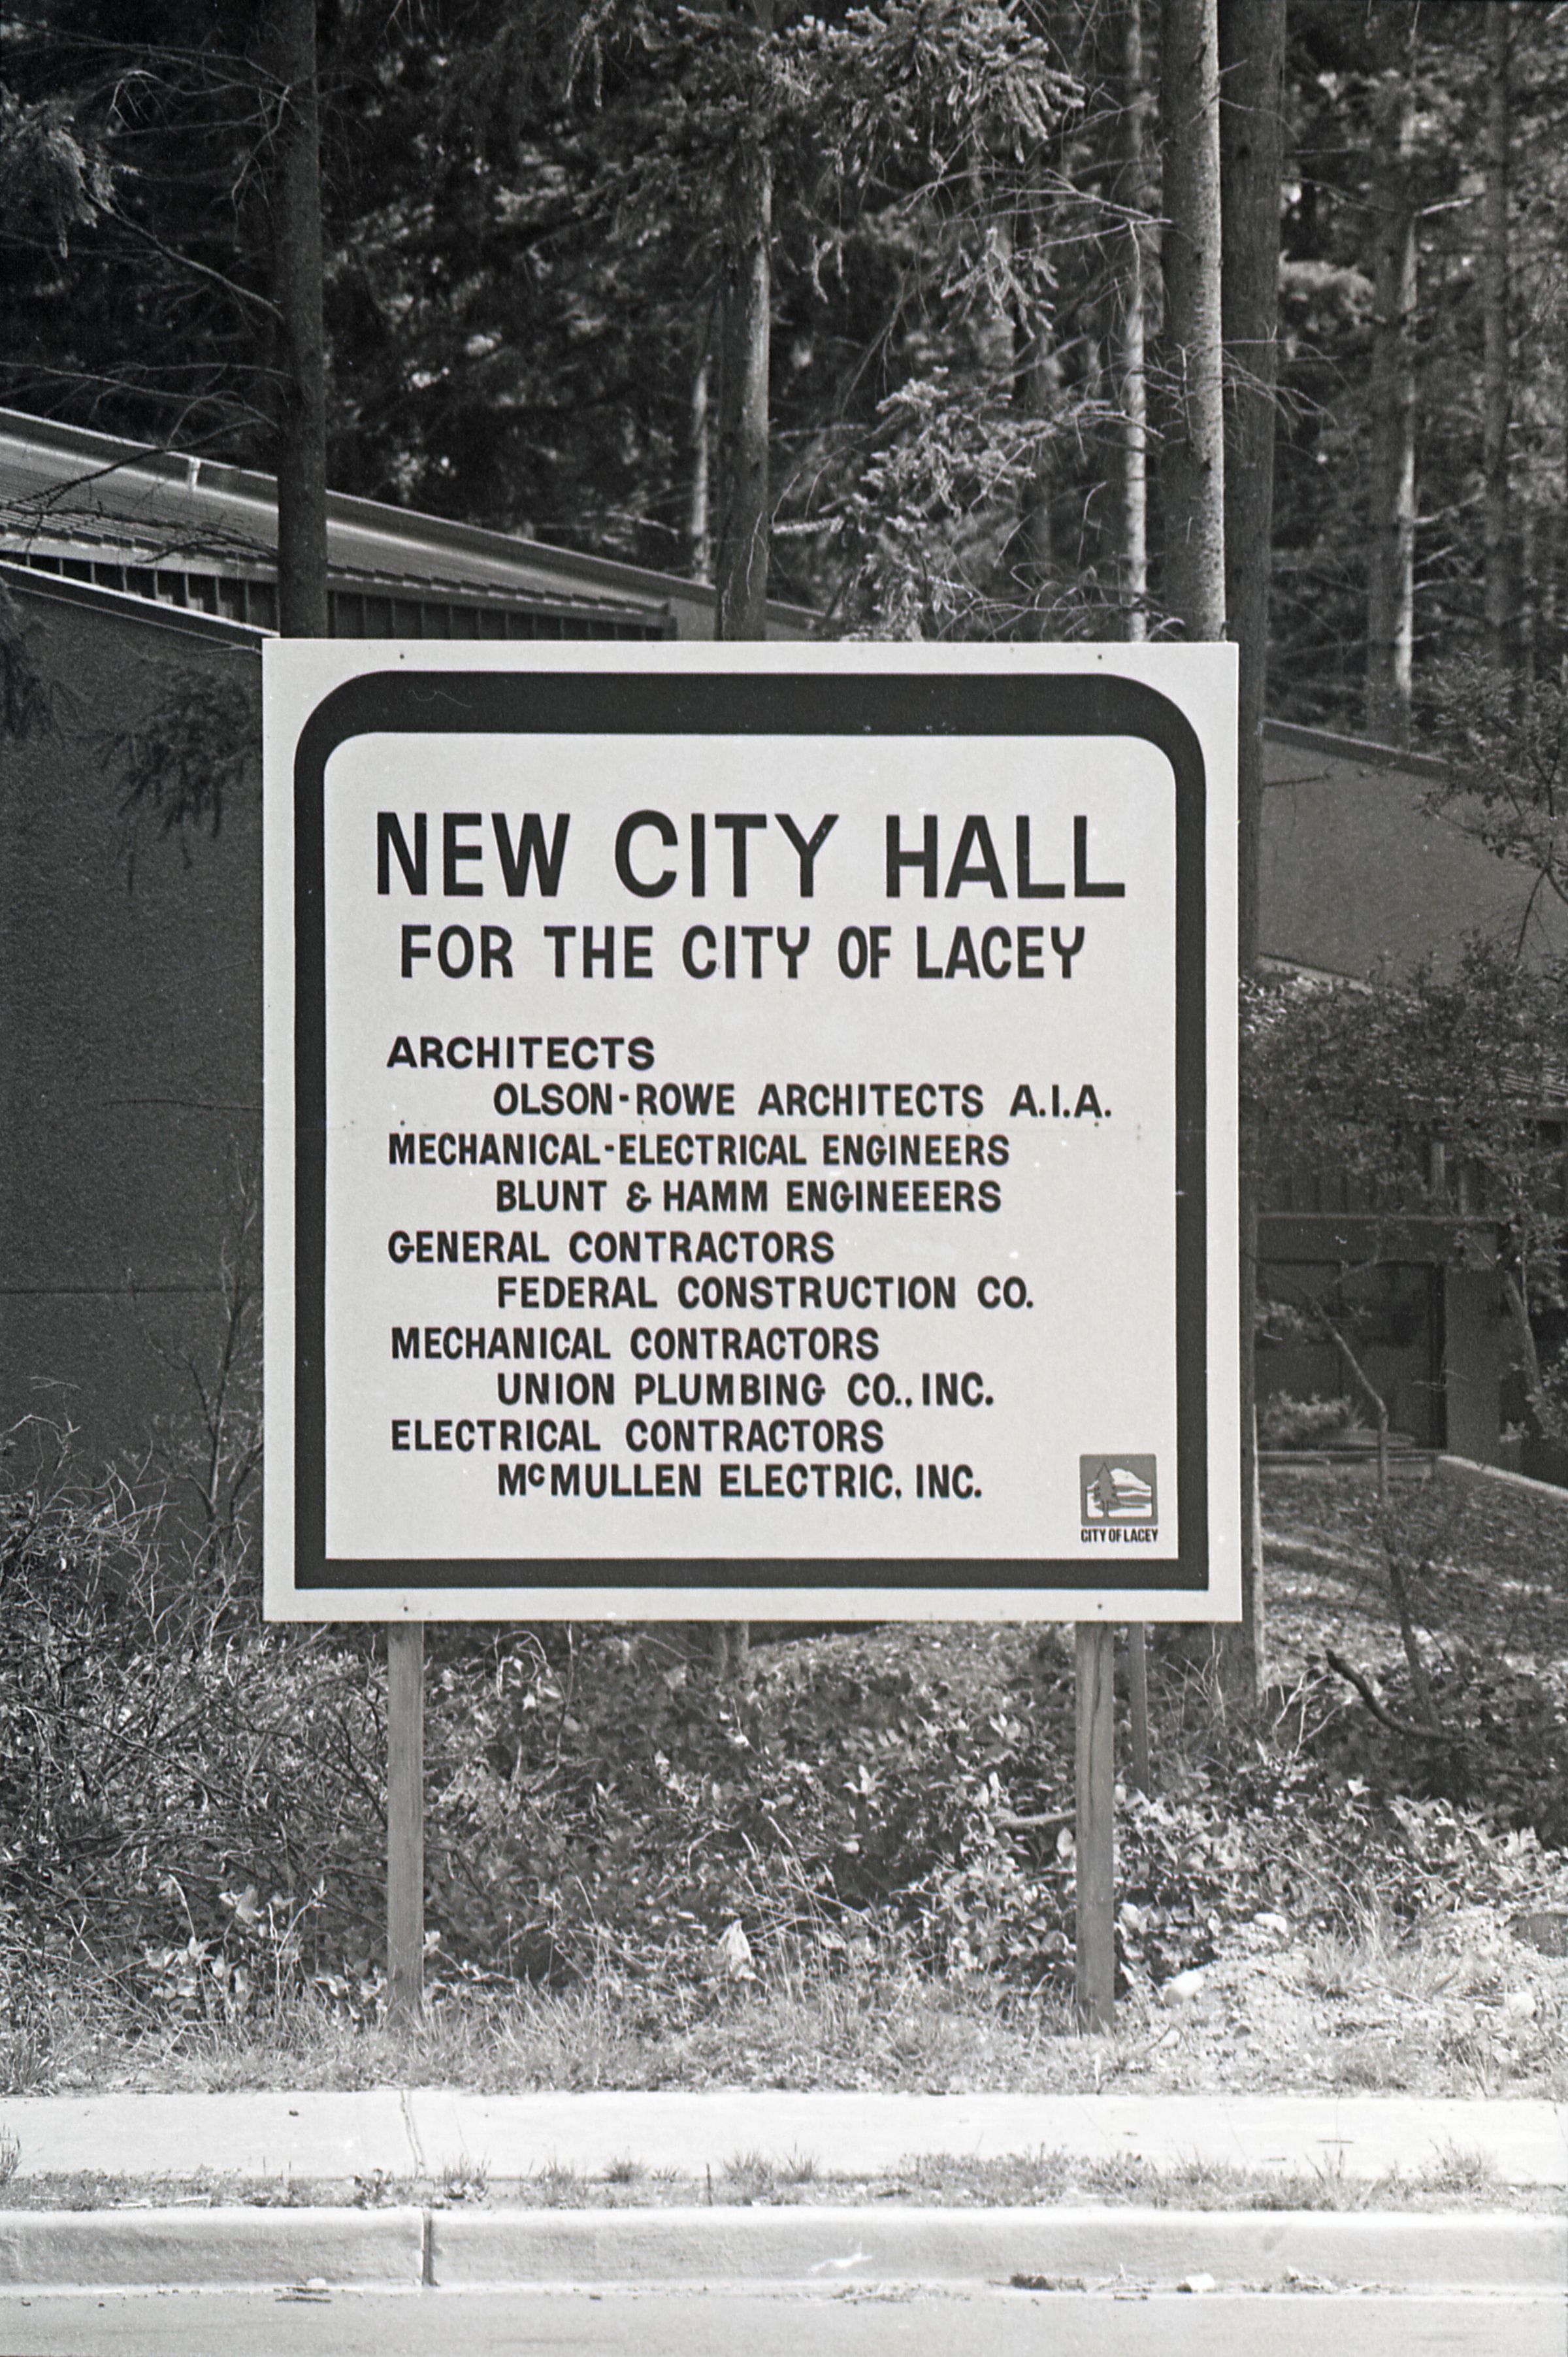 NEW CITY HALL
FOR THE CITY OF LACEY
ARCHITECTS
OLSON-ROWE ARCHITECTS A.I.A.
MECHANICAL-ELECTRICAL ENGINEERS
BLUNT & HAMM ENGINEEERS
GENERAL CONTRACTORS
FEDERAL CONSTRUCTION CO.
MECHANICAL CONTRACTORS
UNION PLUMBING CO., INC.
ELECTRICAL CONTRACTORS
McMULLEN ELECTRIC, INC.
CITY OF LACEY